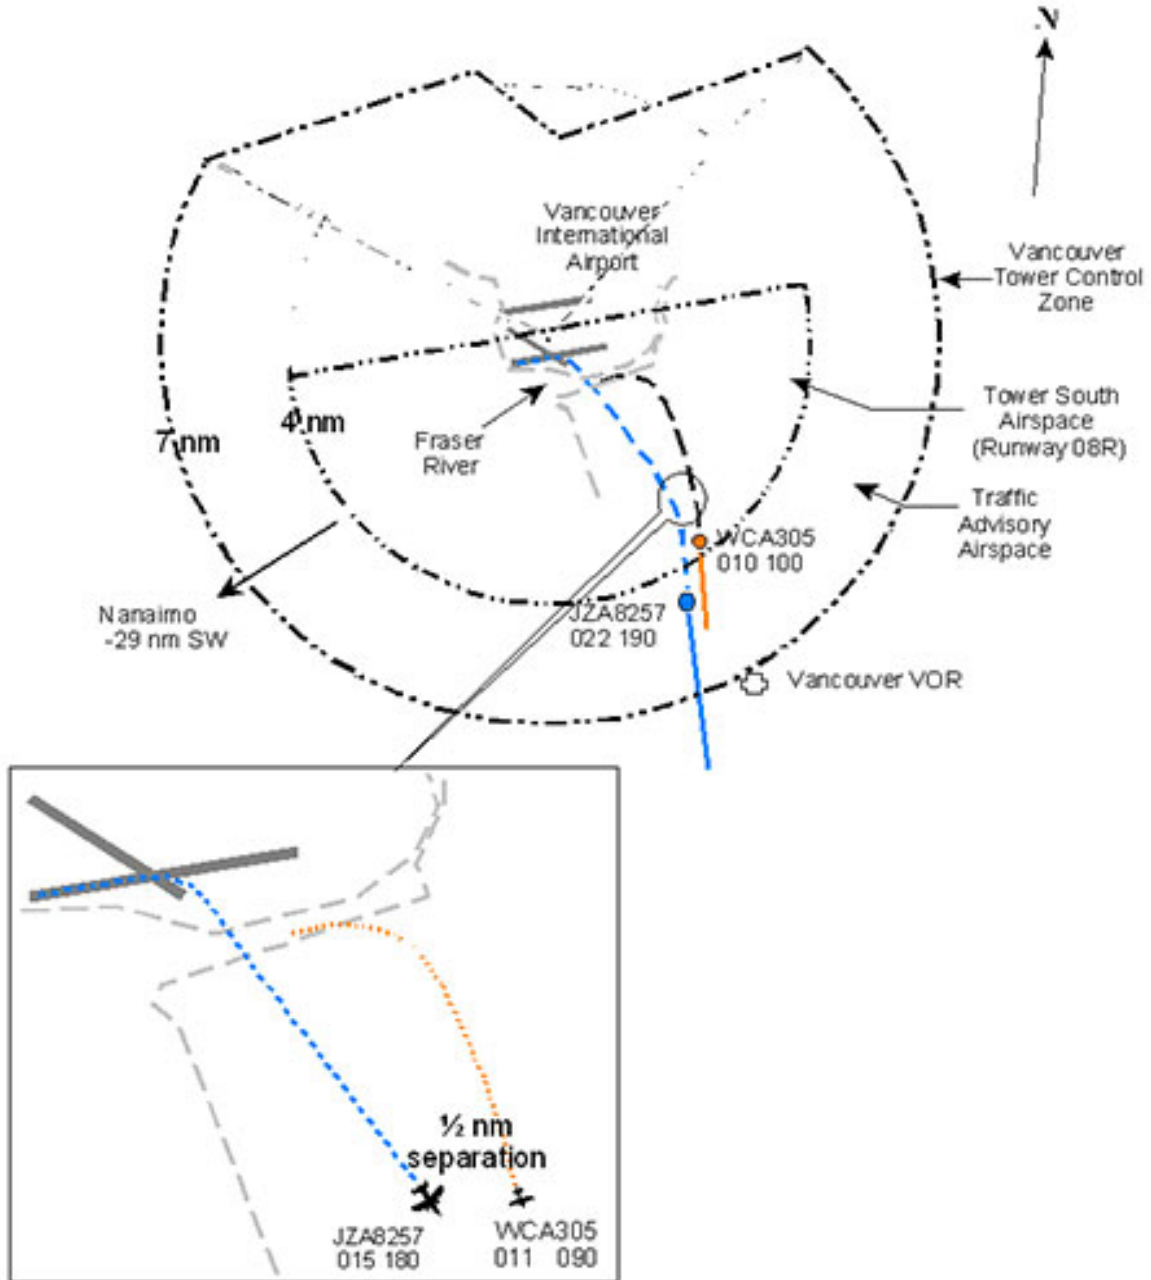 N
Vancouver
International
Airport
Vancouver
Tower Control
Zone
Tower South
Airspace
(Runway 08R)
4 nm
7 nm
Fraser
River
Traffic
Advisory
Airspace
WCA305
010 100
Nanaimo
-29 nm SW
JZA8257
022 190
Vancouver VOR
½ nm
separation
JZA8257
015 180
WCA305
011 090